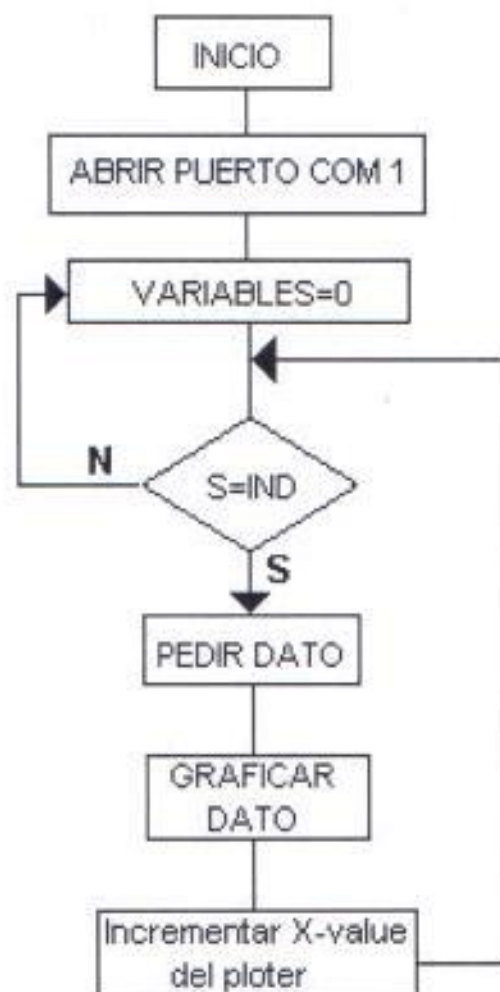 INICIO
ABRIR PUERTO COM 1
VARIABLES=0
N
S=IND
S
PEDIR DATO
GRAFICAR
DATO
Incrementar X-value
del ploter